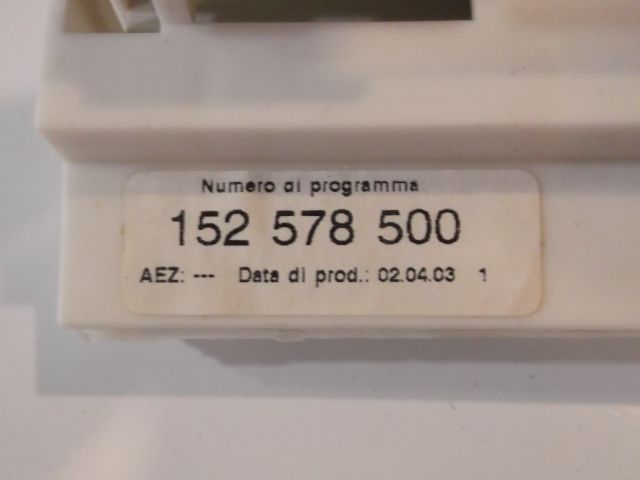 Numero di programma
152 578 500
AEZ: --- Data di prod.: 02.04.03 1